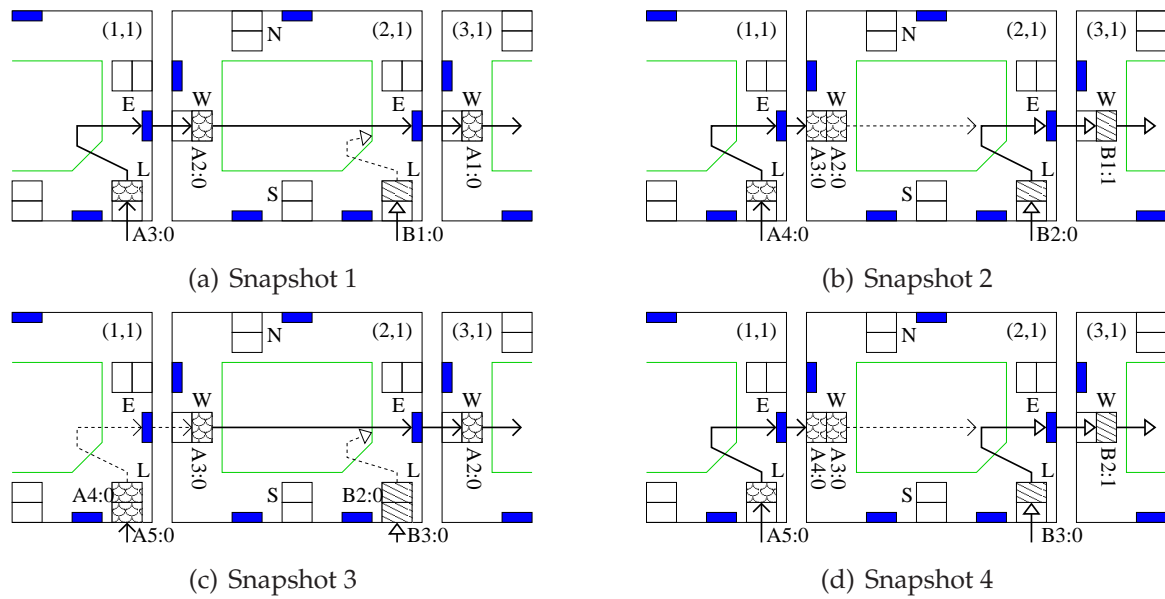 (1,1)
N
(2,1)
(3,1)
E
W
E
W
A2:0
A1:0
L
S
L
A3:0
B1:0
(a) Snapshot 1
(1,1)
N
(2,1)
(3,1)
E
W
E
W
A3:0
A2:0
B1:1
L
S
L
A4:0
B2:0
(b) Snapshot 2
(1,1)
N
(2,1)
(3,1)
E
W
E
W
A3:0
A2:0
L
S
L
A4:0
B2:0
A5:0
B3:0
(c) Snapshot 3
(1,1)
N
(2,1)
(3,1)
E
W
E
W
A4:0
A3:0
B2:1
L
S
L
A5:0
B3:0
(d) Snapshot 4